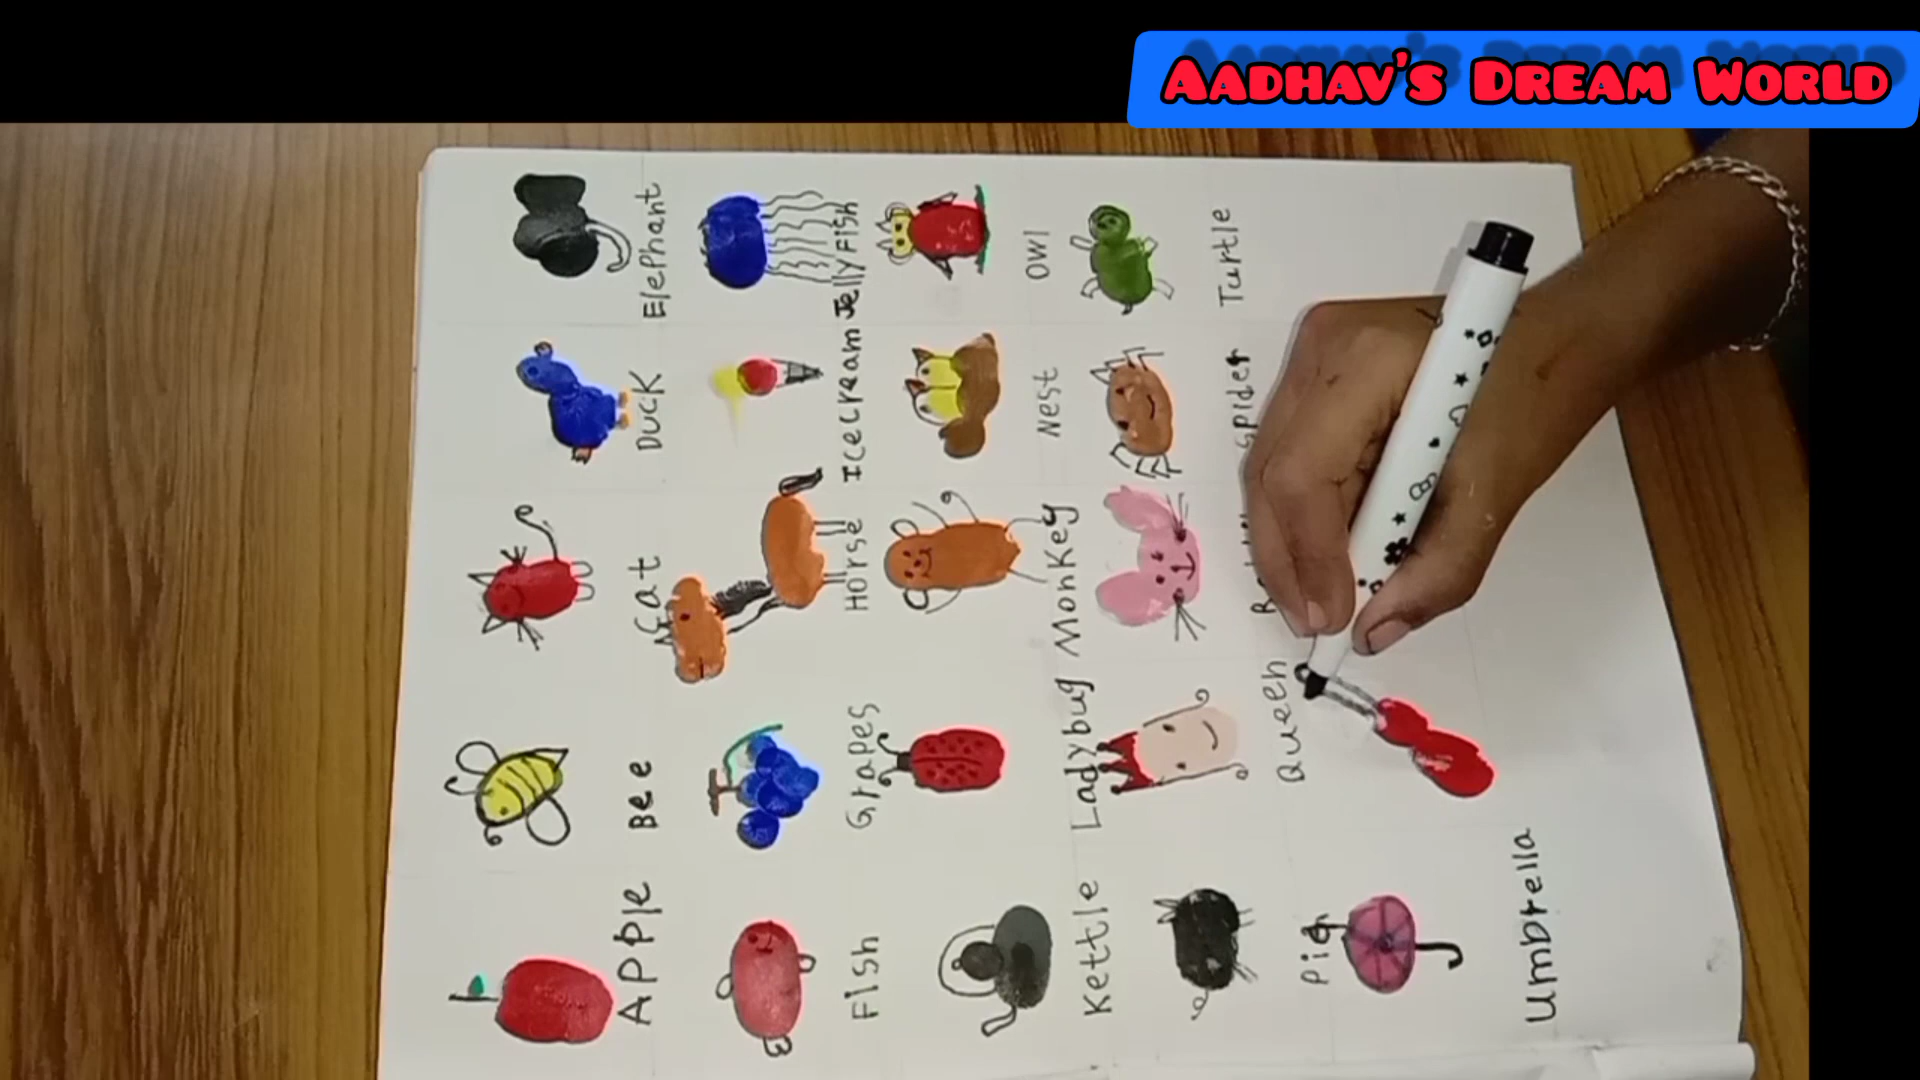 Aadhav's Dream World
Apple Bee Cat Duck Elephant
Fish Grapes Horse Icecream Jellyfish
Kettle Ladybug Monkey Nest Owl
Pig Queen Spider Turtle
Umbrella